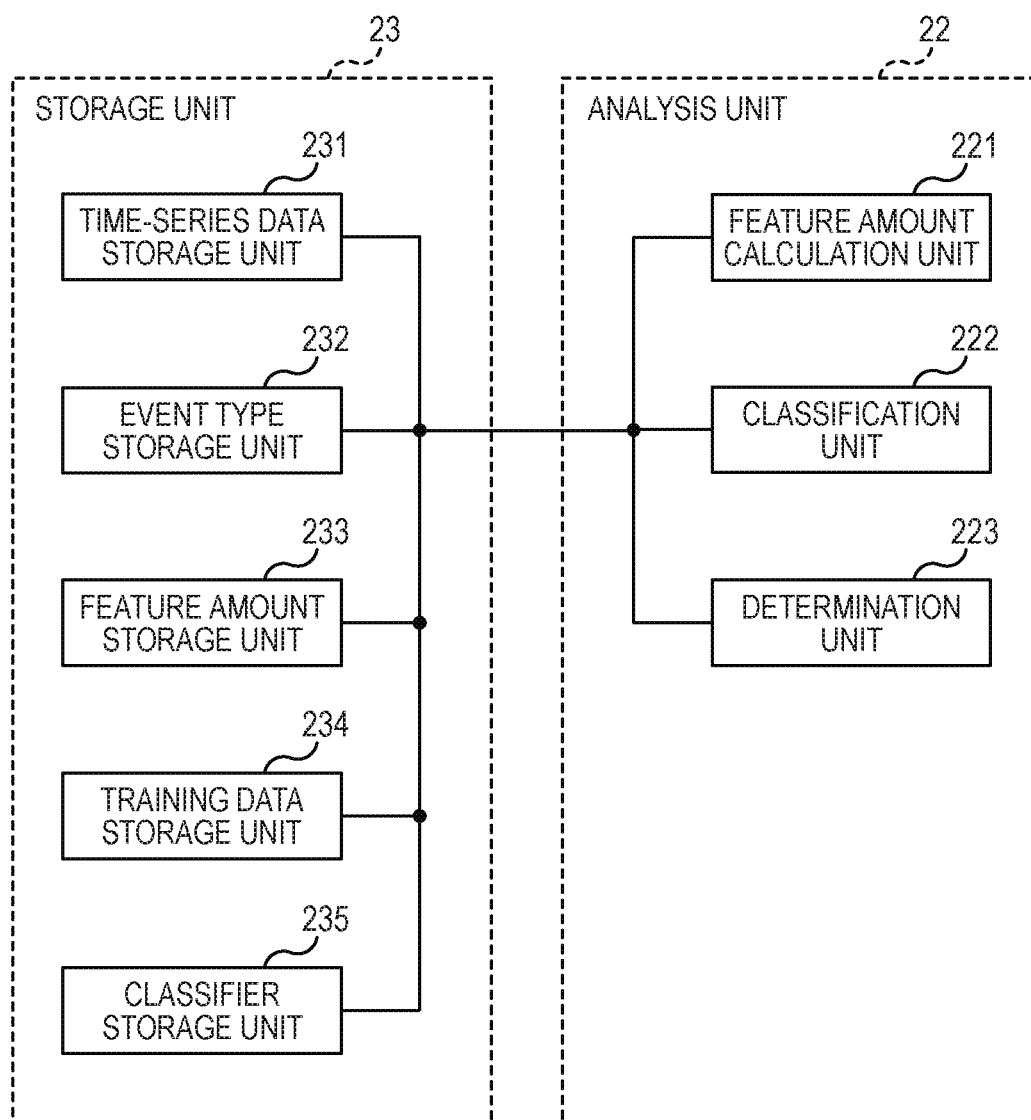 23
STORAGE UNIT
231
TIME-SERIES DATA
STORAGE UNIT
232
EVENT TYPE
STORAGE UNIT
233
FEATURE AMOUNT
STORAGE UNIT
234
TRAINING DATA
STORAGE UNIT
235
CLASSIFIER
STORAGE UNIT
22
ANALYSIS UNIT
221
FEATURE AMOUNT
CALCULATION UNIT
222
CLASSIFICATION
UNIT
223
DETERMINATION
UNIT